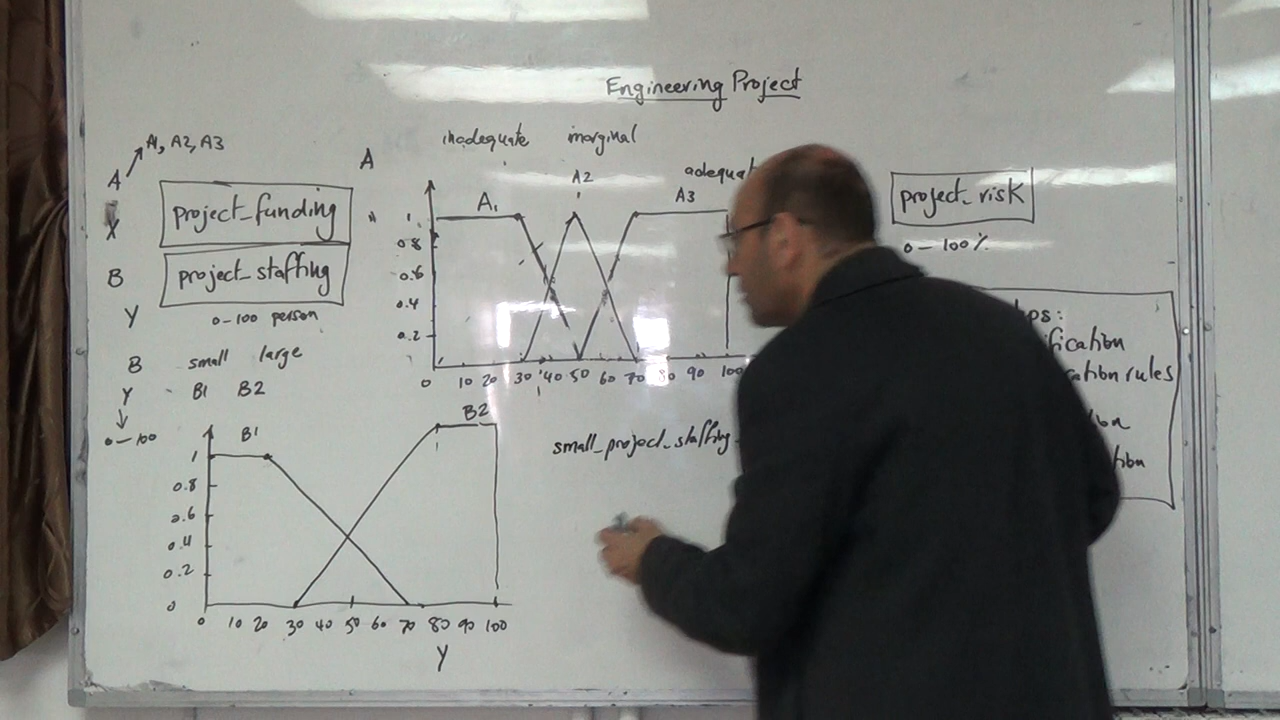 Engineering Project
A1, A2, A3
A
X
project_funding
B
project_staffing
Y
0-100 person
B small large
Y B1 B2
0-100
A
inadequate marginal
A2
A1
A3
1
0.8
0.6
0.4
0.2
0 10 20 30 40 50 60 70 80 90 100
project_risk
0-100%
B1
B2
1
0.8
0.6
0.4
0.2
0
0 10 20 30 40 50 60 70 80 90 100
Y
small_project_staffing
rules